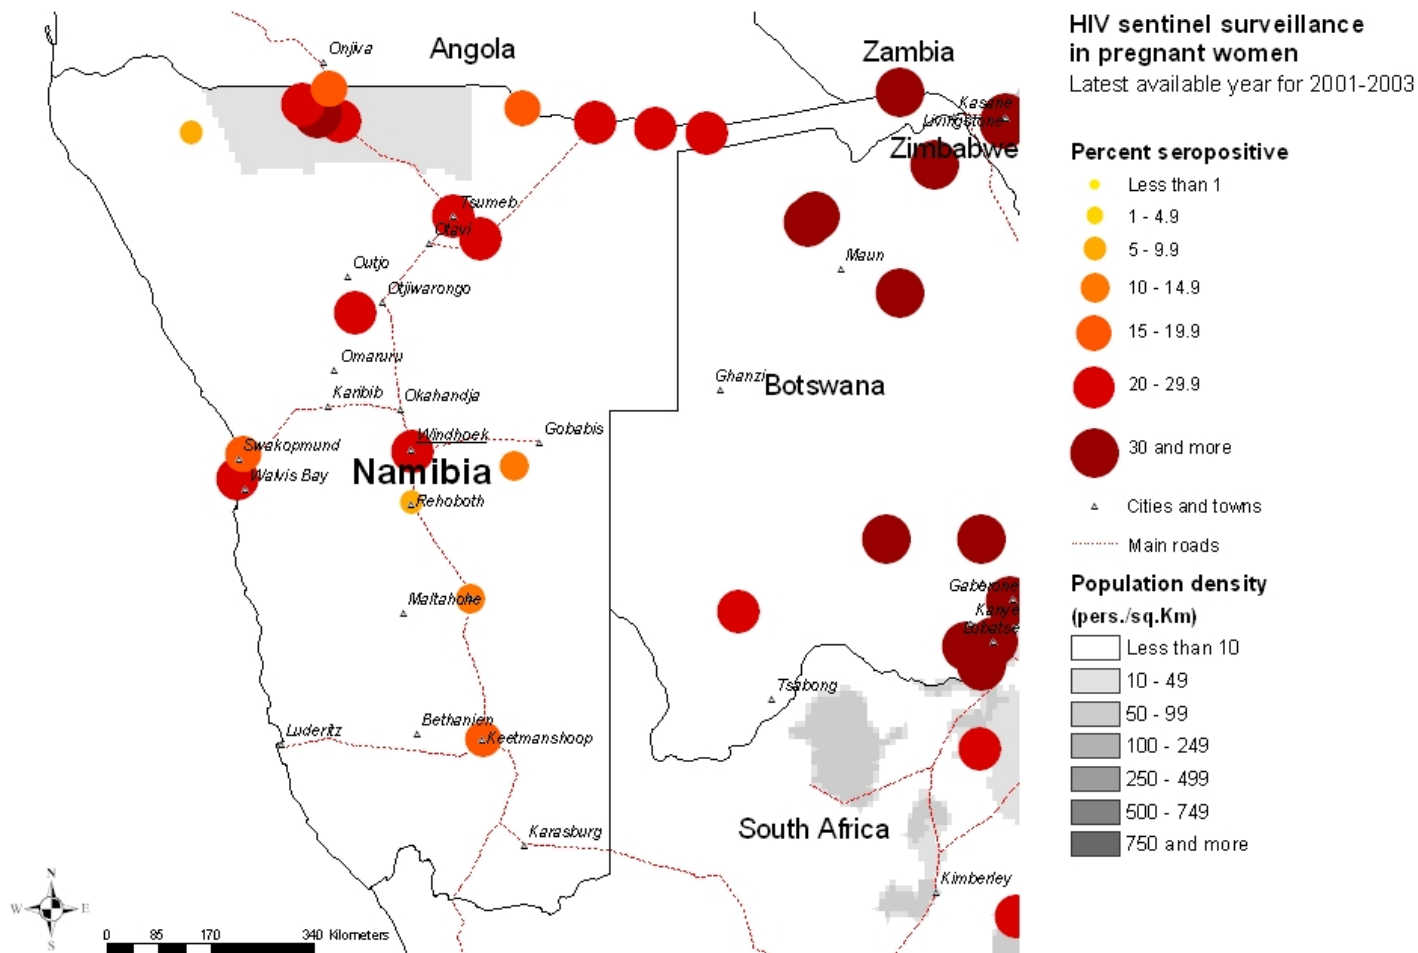 HIV sentinel surveillance
in pregnant women
Latest available year for 2001-2003
Onjiva
Angola
Zambia
Kasane
Livingstone
Zimbabwe
Percent seropositive
Less than 1
1 - 4.9
5 - 9.9
10 - 14.9
15 - 19.9
20 - 29.9
30 and more
Cities and towns
Main roads
Tsumeb
Otavi
Outjo
Otjiwarongo
Maun
Omaruru
Karibib
Okahandja
Ghanzi
Botswana
Swakopmund
Windhoek
Gobabis
Walvis Bay
Namibia
Rehoboth
Maltahohe
Gaberone
Kanye
Lobatse
Population density
(pers./sq.Km)
Less than 10
10 - 49
50 - 99
100 - 249
250 - 499
500 - 749
750 and more
Tsabong
Luderitz
Bethanien
Keetmanshoop
Karasburg
South Africa
Kimberley
N
W
E
S
0 85 170 340 Kilometers